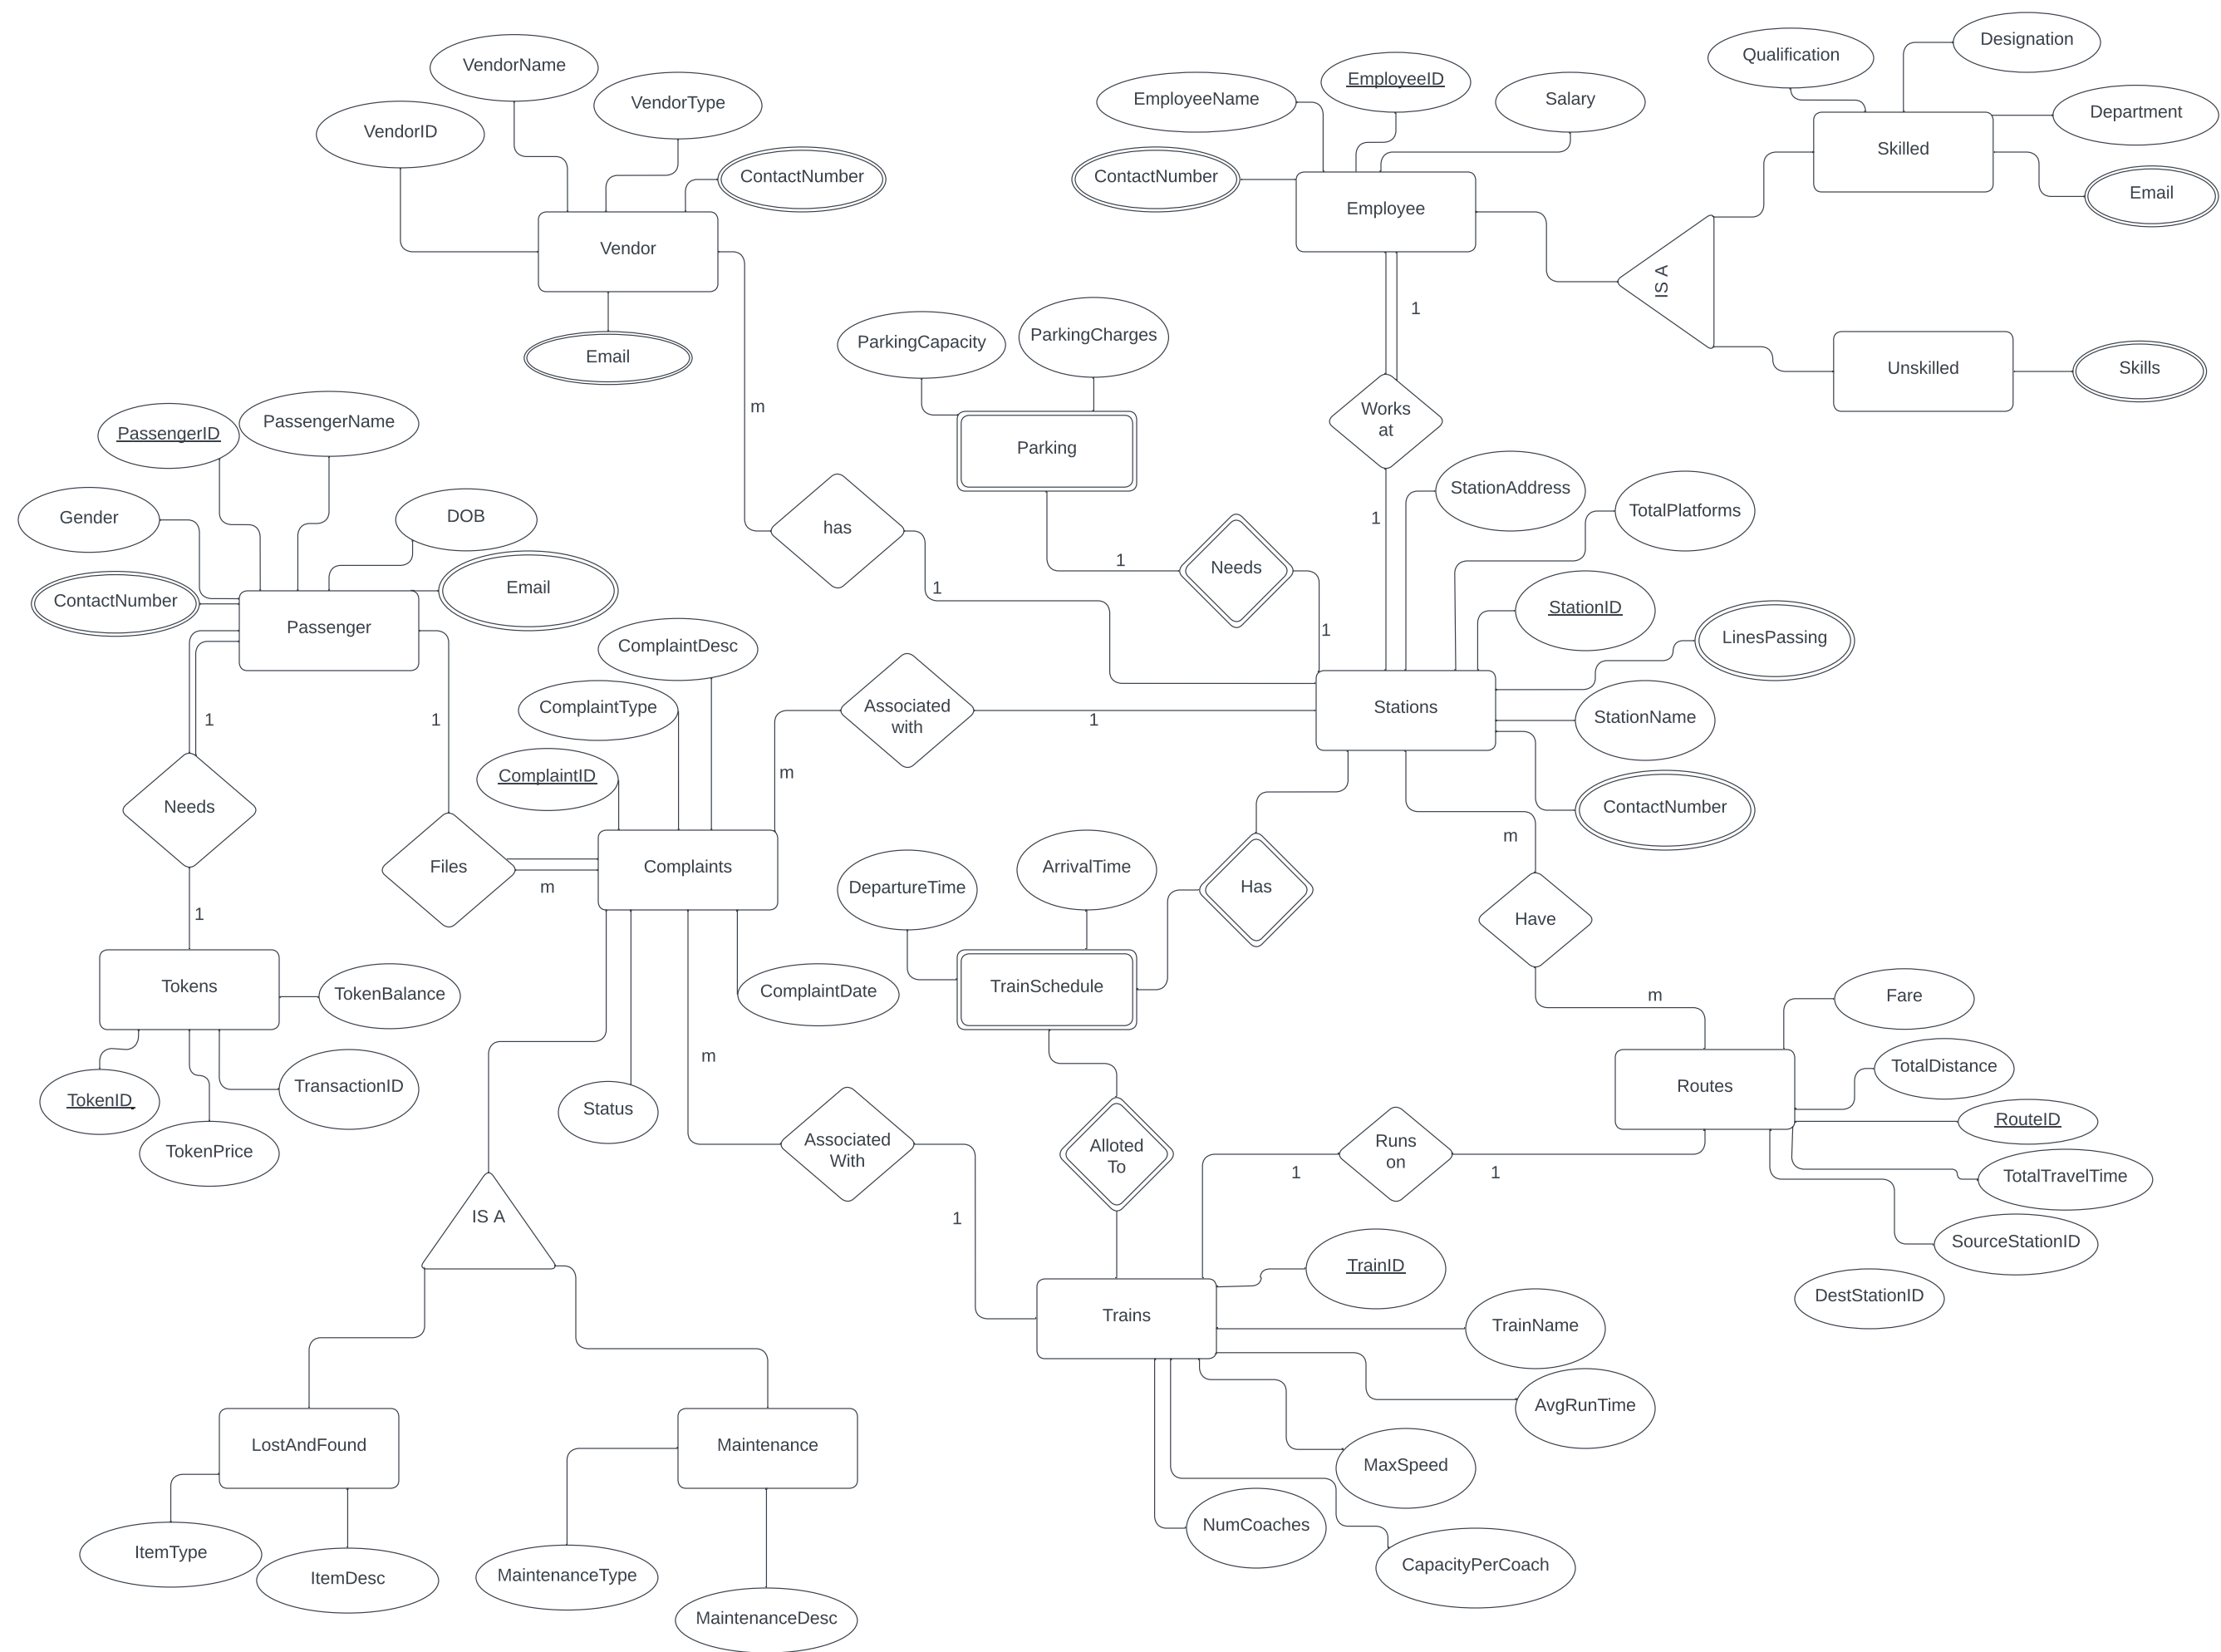 Designation
Qualification
VendorName
EmployeeID
EmployeeName
Salary
VendorType
Department
VendorID
Skilled
ContactNumber
ContactNumber
Email
Employee
Vendor
IS A
1
ParkingCapacity
ParkingCharges
Email
Unskilled
Skills
m
Works
at
PassengerID
PassengerName
Parking
StationAddress
TotalPlatforms
Gender
DOB
has
1
1
Needs
Email
1
ContactNumber
StationID
Passenger
1
LinesPassing
ComplaintDesc
ComplaintType
Associated
with
Stations
StationName
1
1
1
m
ComplaintID
Needs
ContactNumber
m
Files
Complaints
m
ArrivalTime
DepartureTime
Has
Have
1
Tokens
TokenBalance
ComplaintDate
TrainSchedule
m
Fare
m
TotalDistance
TransactionID
Routes
TokenID
Status
RouteID
TokenPrice
Associated
With
Alloted
To
Runs
on
1
1
TotalTravelTime
IS A
1
SourceStationID
TrainID
DestStationID
Trains
TrainName
AvgRunTime
LostAndFound
Maintenance
MaxSpeed
NumCoaches
ItemType
ItemDesc
MaintenanceType
CapacityPerCoach
MaintenanceDesc